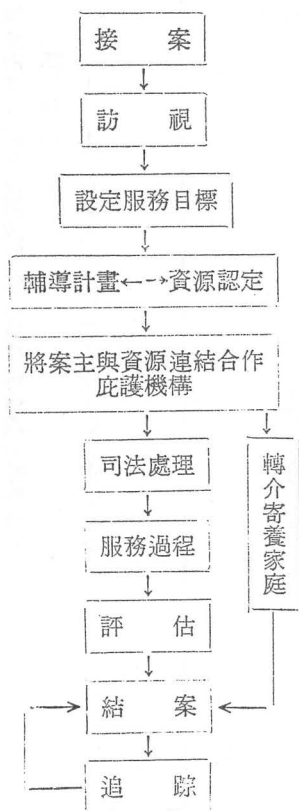 接案
訪視
設定服務目標
輔導計畫←→資源認定
將案主與資源連結合作
庇護機構
司法處理
轉介寄養家庭
服務過程
評估
結案
追踪